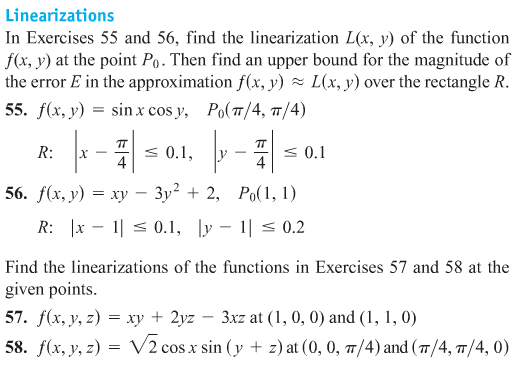 Linearizations
In Exercises 55 and 56, find the linearization L(x, y) of the function
f(x, y) at the point P₀. Then find an upper bound for the magnitude of
the error E in the approximation f(x, y) ≈ L(x, y) over the rectangle R.
55. f(x, y) = sin x cos y, P₀(π/4, π/4)
R: |x − π/4| ≤ 0.1, |y − π/4| ≤ 0.1
56. f(x, y) = xy − 3y² + 2, P₀(1, 1)
R: |x − 1| ≤ 0.1, |y − 1| ≤ 0.2
Find the linearizations of the functions in Exercises 57 and 58 at the
given points.
57. f(x, y, z) = xy + 2yz − 3xz at (1, 0, 0) and (1, 1, 0)
58. f(x, y, z) = √2 cos x sin (y + z) at (0, 0, π/4) and (π/4, π/4, 0)